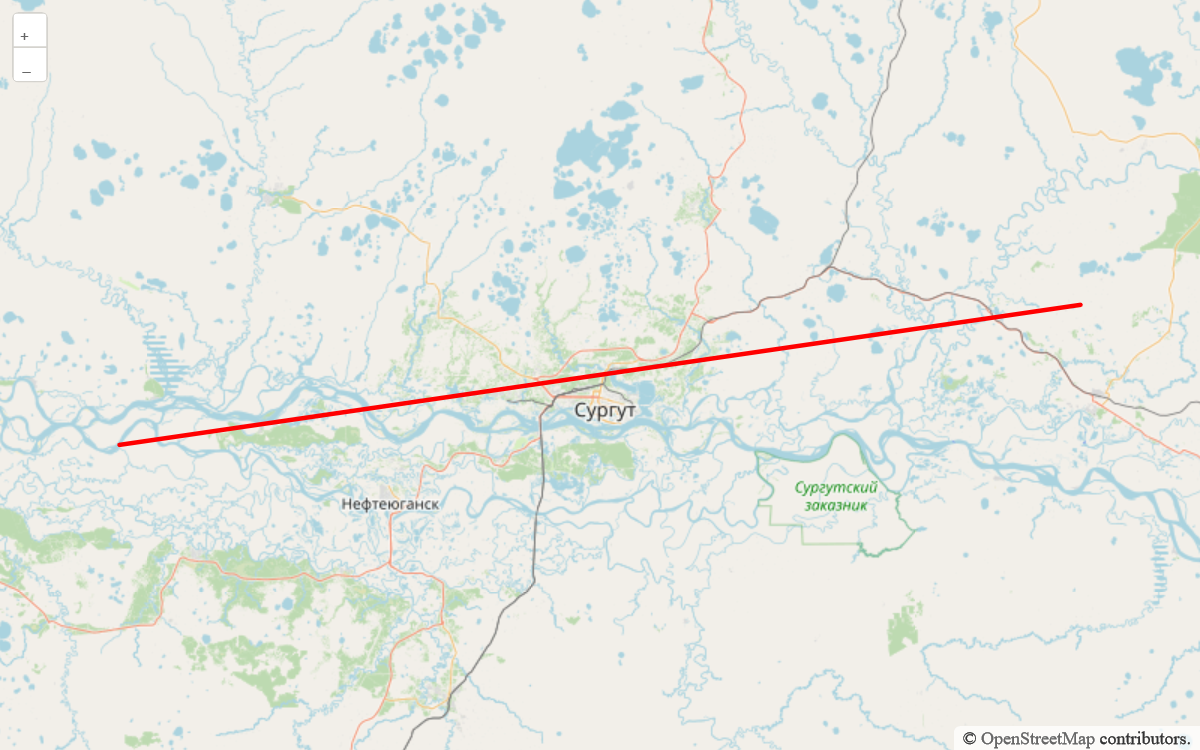 +
–
Сургут
Нефтеюганск
Сургутский
заказник
© OpenStreetMap contributors.